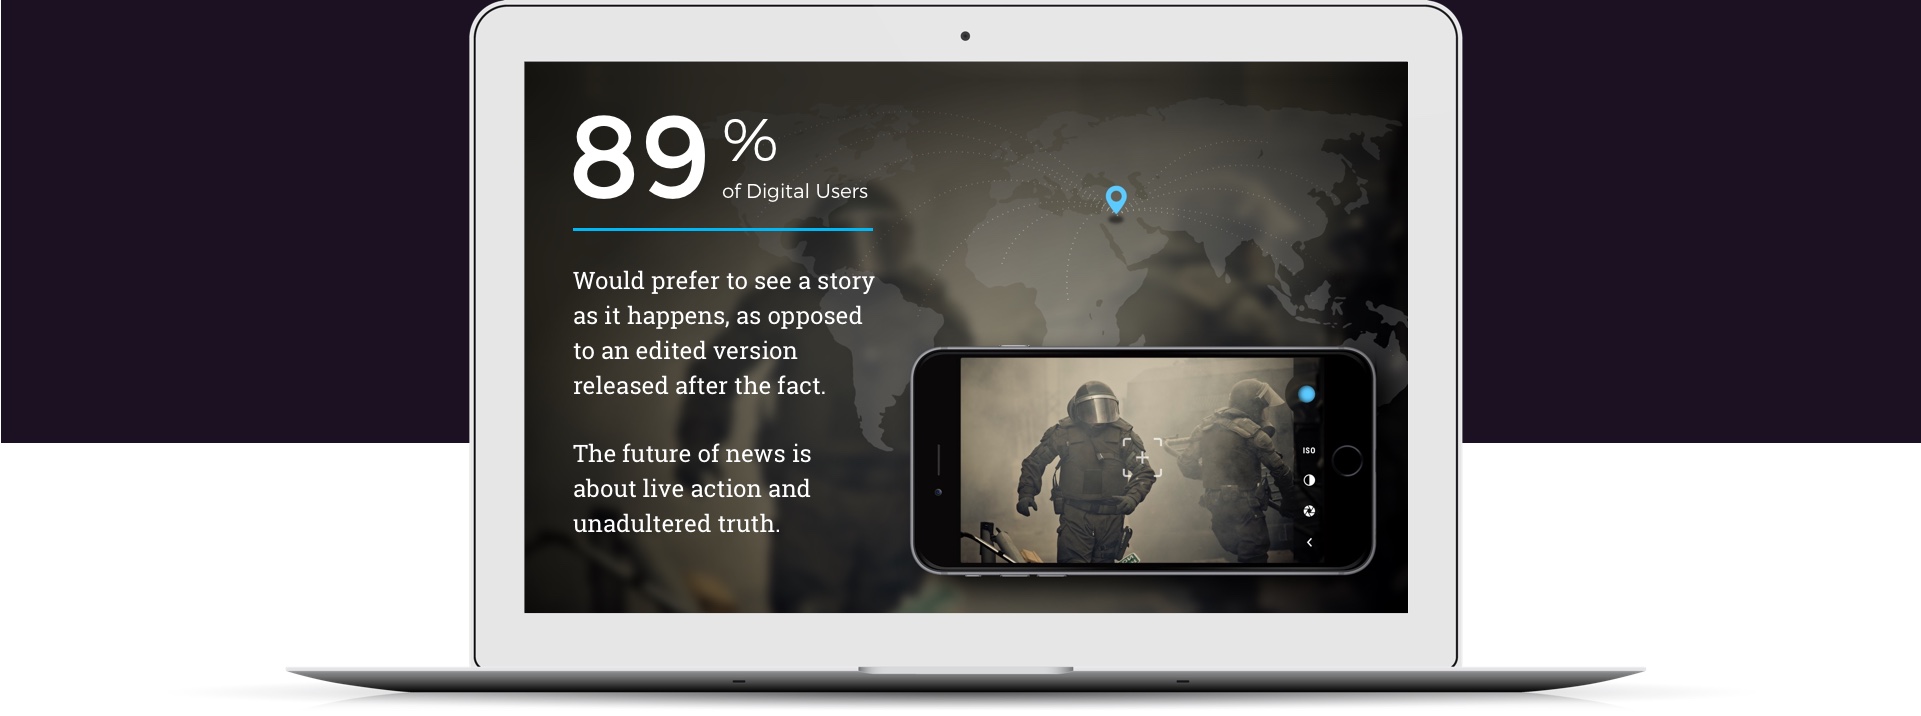 89 %
of Digital Users
Would prefer to see a story
as it happens, as opposed
to an edited version
released after the fact.
The future of news is
about live action and
unadultered truth.
ISO